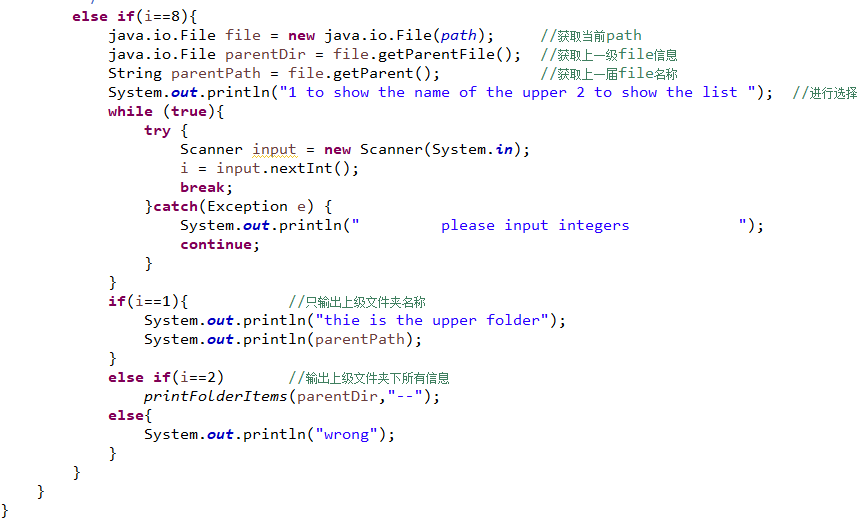 else if(i==8){
java.io.File file = new java.io.File(path);     //获取当前path
java.io.File parentDir = file.getParentFile();  //获取上一级file信息
String parentPath = file.getParent();           //获取上一届file名称
System.out.println("1 to show the name of the upper 2 to show the list ");  //进行选择
while (true){
try {
Scanner input = new Scanner(System.in);
i = input.nextInt();
break;
}catch(Exception e) {
System.out.println("         please input integers            ");
continue;
}
}
if(i==1){           //只输出上级文件夹名称
System.out.println("thie is the upper folder");
System.out.println(parentPath);
}
else if(i==2)       //输出上级文件夹下所有信息
printFolderItems(parentDir,"--");
else{
System.out.println("wrong");
}
}
}
}